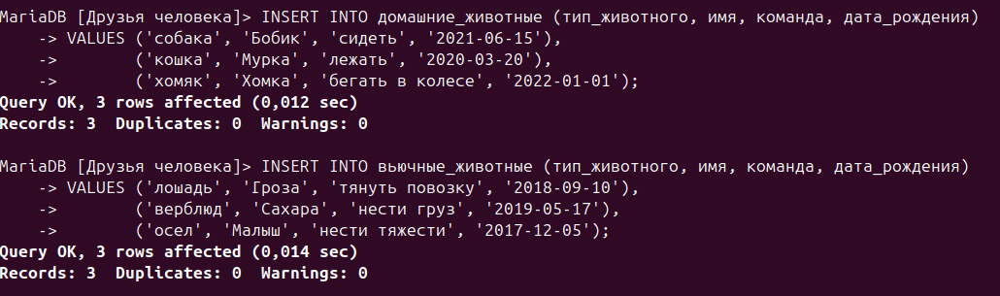 MariaDB [Друзья человека]> INSERT INTO домашние_животные (тип_животного, имя, команда, дата_рождения)
    -> VALUES ('собака', 'Бобик', 'сидеть', '2021-06-15'),
    ->        ('кошка', 'Мурка', 'лежать', '2020-03-20'),
    ->        ('хомяк', 'Хомка', 'бегать в колесе', '2022-01-01');
Query OK, 3 rows affected (0,012 sec)
Records: 3  Duplicates: 0  Warnings: 0

MariaDB [Друзья человека]> INSERT INTO вьючные_животные (тип_животного, имя, команда, дата_рождения)
    -> VALUES ('лошадь', 'Гроза', 'тянуть повозку', '2018-09-10'),
    ->        ('верблюд', 'Сахара', 'нести груз', '2019-05-17'),
    ->        ('осел', 'Малыш', 'нести тяжести', '2017-12-05');
Query OK, 3 rows affected (0,014 sec)
Records: 3  Duplicates: 0  Warnings: 0